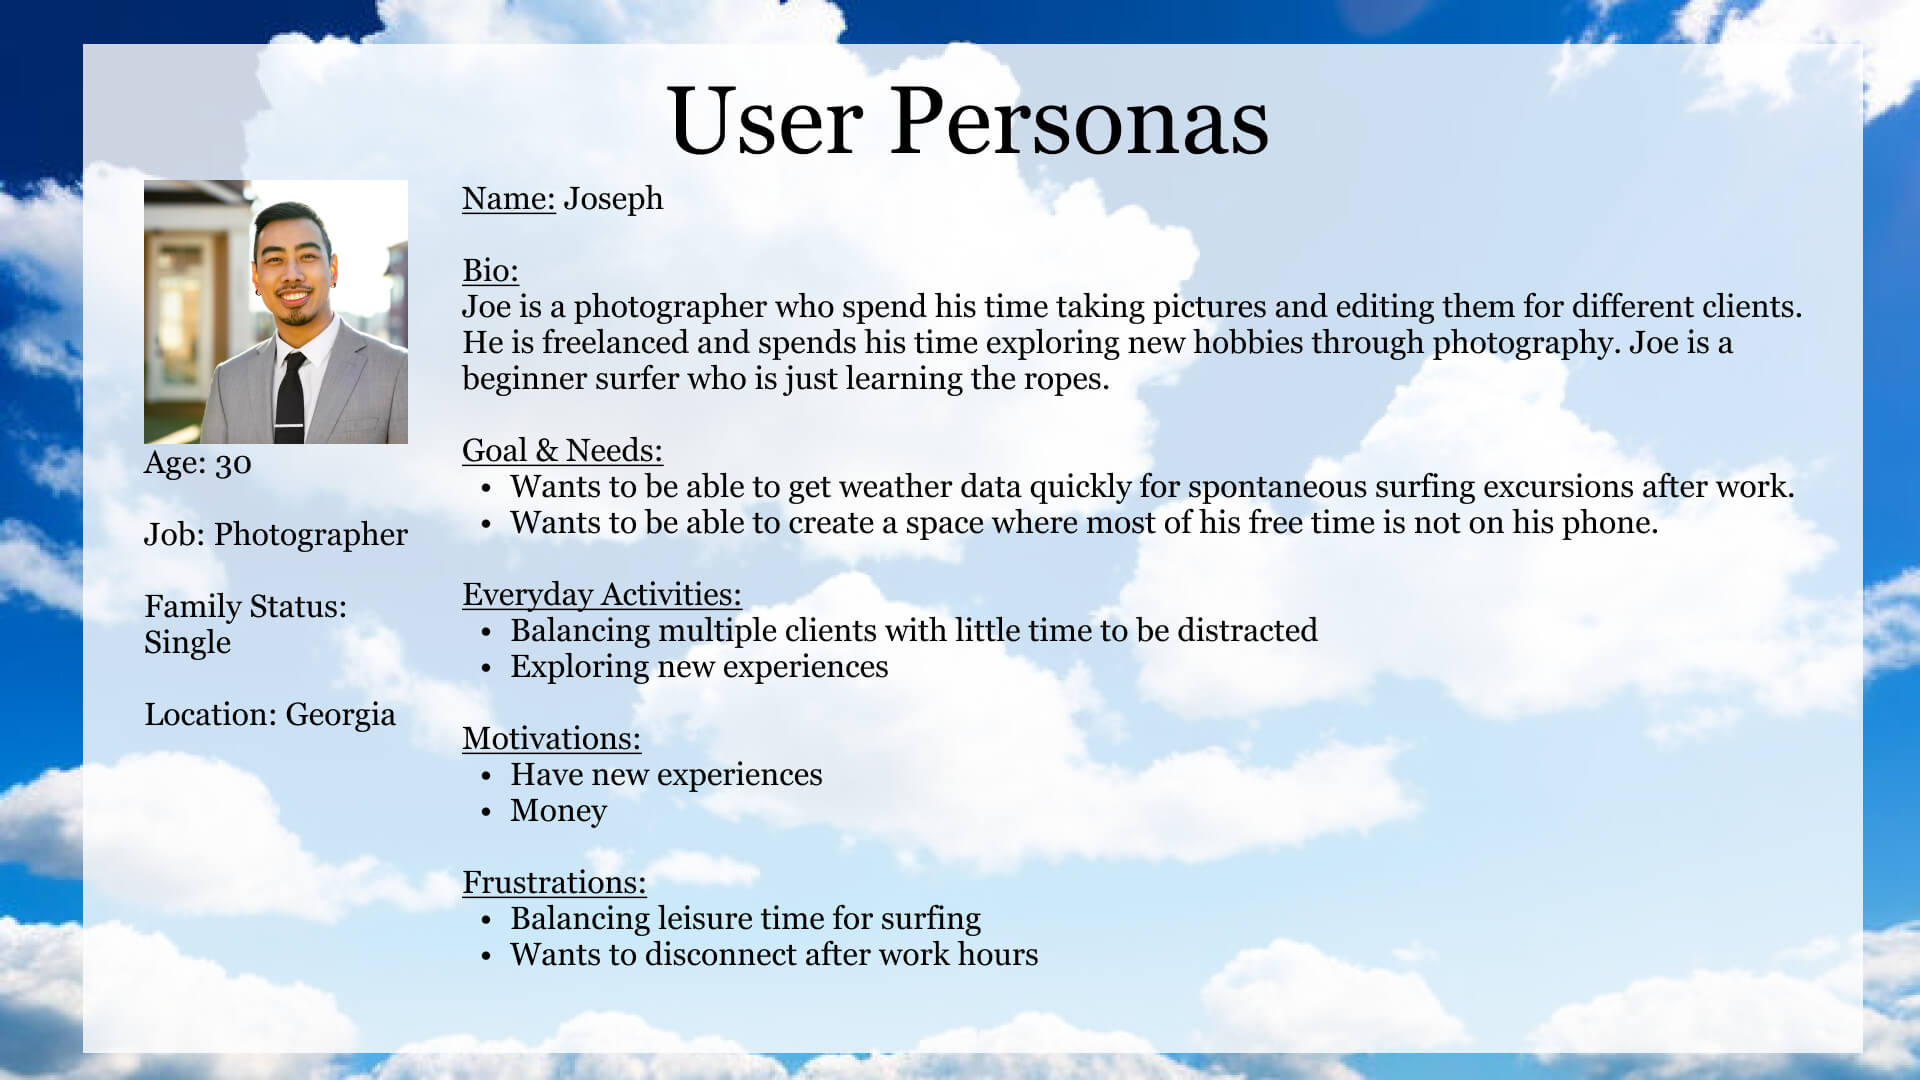 User Personas
Age: 30
Job: Photographer
Family Status:
Single
Location: Georgia
Name: Joseph
Bio:
Joe is a photographer who spend his time taking pictures and editing them for different clients.
He is freelanced and spends his time exploring new hobbies through photography. Joe is a
beginner surfer who is just learning the ropes.
Goal & Needs:
• Wants to be able to get weather data quickly for spontaneous surfing excursions after work.
• Wants to be able to create a space where most of his free time is not on his phone.
Everyday Activities:
• Balancing multiple clients with little time to be distracted
• Exploring new experiences
Motivations:
• Have new experiences
• Money
Frustrations:
• Balancing leisure time for surfing
• Wants to disconnect after work hours